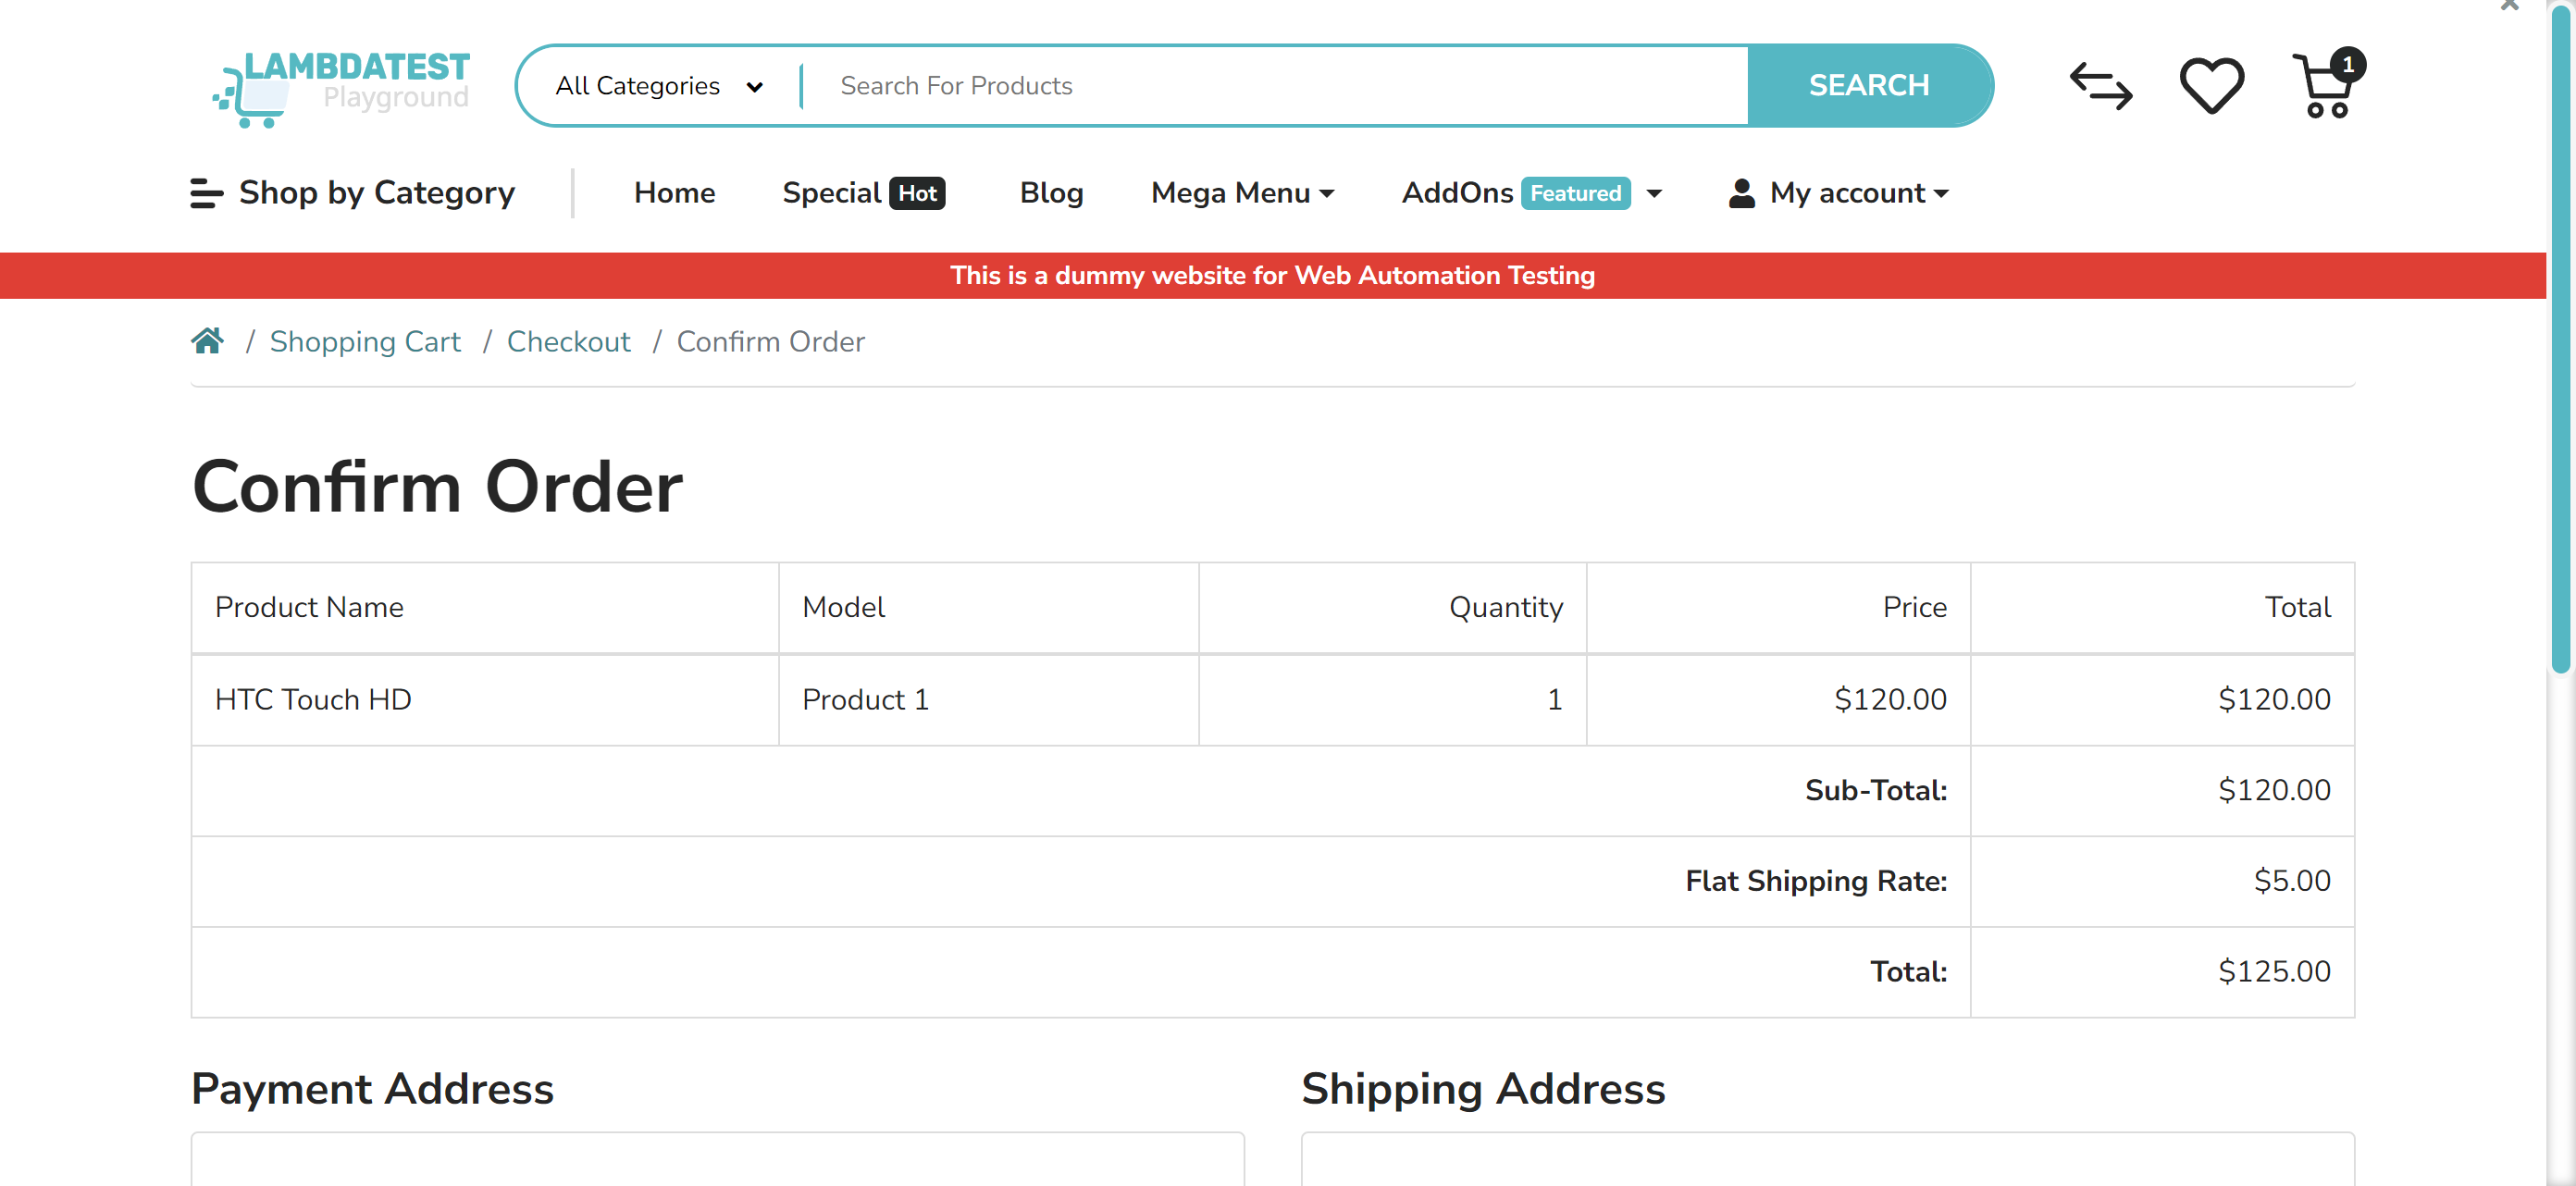 LAMBDATEST
Playground
All Categories
Search For Products
SEARCH
1
Shop by Category
Home
Special Hot
Blog
Mega Menu
AddOns Featured
My account
This is a dummy website for Web Automation Testing
/ Shopping Cart / Checkout / Confirm Order
Confirm Order
Product Name Model Quantity Price Total
HTC Touch HD Product 1 1 $120.00 $120.00
Sub-Total: $120.00
Flat Shipping Rate: $5.00
Total: $125.00
Payment Address
Shipping Address